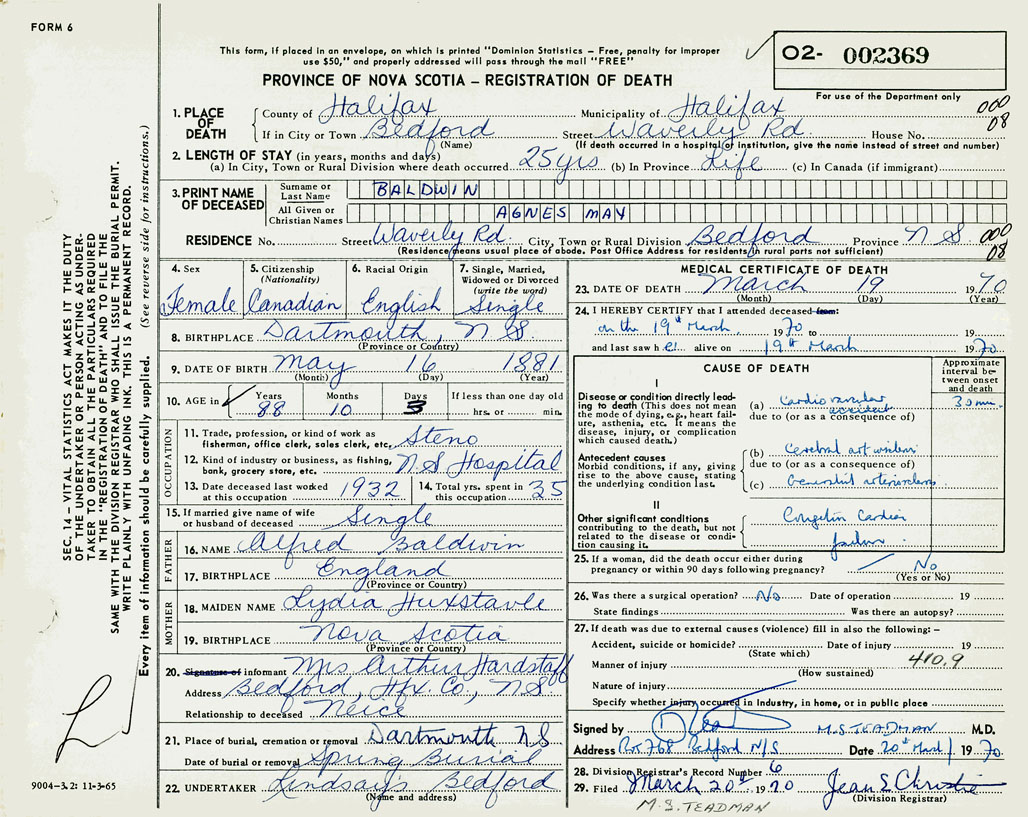 FORM 6
This form, if placed in an envelope, on which is printed "Dominion Statistics – Free, penalty for improper
use $50," and properly addressed will pass through the mail "FREE"
02- 002369
PROVINCE OF NOVA SCOTIA – REGISTRATION OF DEATH
For use of the Department only
000
08
1. PLACE OF DEATH
County of Halifax Municipality of Halifax
If in City or Town Bedford Street Waverly Rd. House No.
(Name) (If death occurred in a hospital or institution, give the name instead of street and number)
2. LENGTH OF STAY (in years, months and days)
(a) In City, Town or Rural Division where death occurred 25 yrs (b) In Province Life (c) In Canada (if immigrant)
3. PRINT NAME OF DECEASED
Surname or Last Name BALDWIN
All Given or Christian Names AGNES MAY
RESIDENCE No. Street Waverly Rd. City, Town or Rural Division Bedford Province N S 000
08
(Residence means usual place of abode. Post Office Address for residents in rural parts not sufficient)
4. Sex Female
5. Citizenship (Nationality) Canadian
6. Racial Origin English
7. Single, Married, Widowed or Divorced (write the word) Single
8. BIRTHPLACE Dartmouth, N S
(Province or Country)
9. DATE OF BIRTH May 16 1881
(Month) (Day) (Year)
10. AGE in Years Months Days If less than one day old
88 10 3 hrs. or min.
OCCUPATION
11. Trade, profession, or kind of work as
fisherman, office clerk, sales clerk, etc. Steno
12. Kind of industry or business, as fishing,
bank, grocery store, etc. N S Hospital
13. Date deceased last worked
at this occupation 1932
14. Total yrs. spent in
this occupation 35
15. If married give name of wife
or husband of deceased Single
FATHER
16. NAME Alfred Baldwin
17. BIRTHPLACE England
(Province or Country)
MOTHER
18. MAIDEN NAME Lydia
19. BIRTHPLACE Nova Scotia
(Province or Country)
20. Signature of informant Mrs Arthur Hardstaff
Address Bedford, Hfx. Co., N S
Relationship to deceased Neice
21. Place of burial, cremation or removal Dartmouth N.S
Date of burial or removal Spring Burial
22. UNDERTAKER Lindsay's Bedford
(Name and address)
MEDICAL CERTIFICATE OF DEATH
23. DATE OF DEATH March 19 1970
(Month) (Day) (Year)
24. I HEREBY CERTIFY that I attended deceased from:
on the 19th March 1970 to 19
and last saw her alive on 19th March 1970
CAUSE OF DEATH
Approximate interval between onset and death
I
Disease or condition directly leading to death (This does not mean the mode of dying, e.g., heart failure, asthenia, etc. It means the disease, injury, or complication which caused death.)
(a) Cardiovascular accident 30 min.
due to (or as a consequence of)
Antecedent causes
Morbid conditions, if any, giving rise to the above cause, stating the underlying condition last.
(b) Cerebral
due to (or as a consequence of)
(c)
II
Other significant conditions
contributing to the death, but not related to the disease or condition causing it.
failure
25. If a woman, did the death occur either during
pregnancy or within 90 days following pregnancy? No
(Yes or No)
26. Was there a surgical operation? No Date of operation 19
State findings Was there an autopsy?
27. If death was due to external causes (violence) fill in also the following: –
Accident, suicide or homicide? Date of injury 19
(State which)
410.9
Manner of injury
(How sustained)
Nature of injury
Specify whether injury occurred in industry, in home, or in public place
Signed by M. S TEADMAN M.D.
Address Box 768 Bedford N/S Date 20th March 1970
28. Division Registrar's Record Number 6
29. Filed March 20th 1970 Jean E Christie
(Division Registrar)
M. S. TEADMAN
SEC. 14 – VITAL STATISTICS ACT MAKES IT THE DUTY
OF THE UNDERTAKER OR PERSON ACTING AS UNDER-
TAKER TO OBTAIN ALL THE PARTICULARS REQUIRED
IN THE "REGISTRATION OF DEATH" AND TO FILE THE
SAME WITH THE DIVISION REGISTRAR WHO SHALL ISSUE THE BURIAL PERMIT.
WRITE PLAINLY WITH UNFADING INK. THIS IS A PERMANENT RECORD.
Every item of information should be carefully supplied. (See reverse side for instructions.)
9004-3.2: 11-3-65